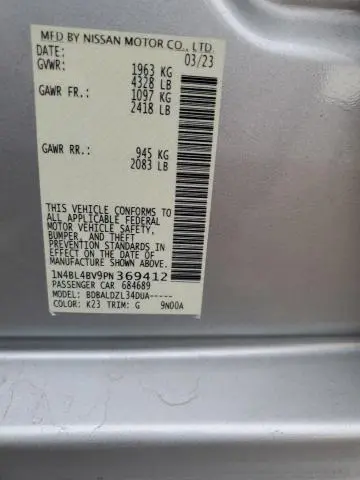 MFD BY NISSAN MOTOR CO., LTD.
DATE: 03/23
GVWR: 1963 KG
4328 LB
GAWR FR.: 1097 KG
2418 LB
GAWR RR.: 945 KG
2083 LB
THIS VEHICLE CONFORMS TO ALL
APPLICABLE FEDERAL
MOTOR VEHICLE SAFETY,
BUMPER, AND THEFT
PREVENTION STANDARDS IN
EFFECT ON THE DATE OF
MANUFACTURE SHOWN ABOVE.
1N4BL4BV9PN369412
PASSENGER CAR 684689
MODEL: BDBALDZL34DUA-----
COLOR: K23 TRIM: G 9N00A